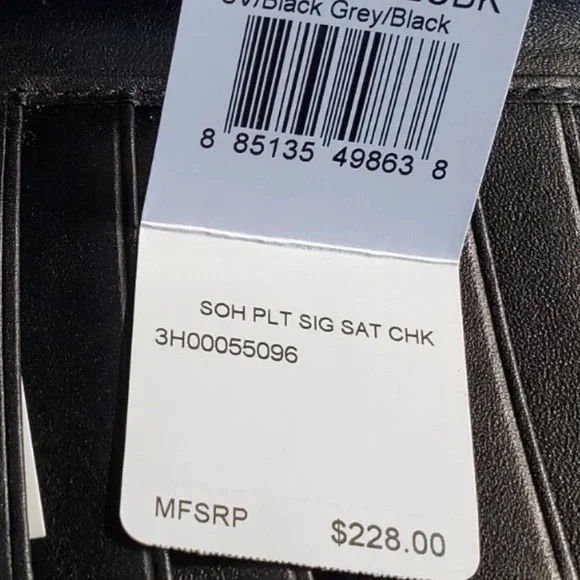 SV/Black Grey/Black
8 85135 49863 8
SOH PLT SIG SAT CHK
3H00055096
MFSRP $228.00